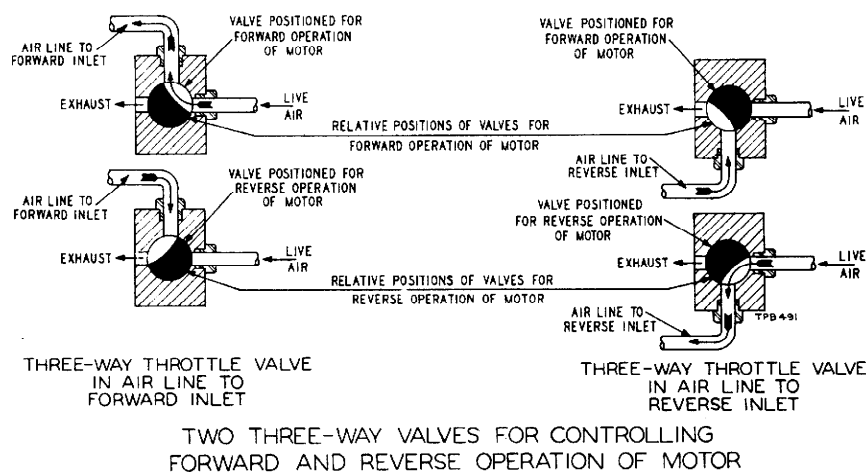 VALVE POSITIONED FOR
FORWARD OPERATION
OF MOTOR
AIR LINE TO
FORWARD INLET
EXHAUST
LIVE
AIR
VALVE POSITIONED FOR
FORWARD OPERATION
OF MOTOR
EXHAUST
LIVE
AIR
RELATIVE POSITIONS OF VALVES FOR
FORWARD OPERATION OF MOTOR
AIR LINE TO
REVERSE INLET
VALVE POSITIONED FOR
REVERSE OPERATION
OF MOTOR
AIR LINE TO
FORWARD INLET
EXHAUST
LIVE
AIR
VALVE POSITIONED
FOR REVERSE OPERATION
OF MOTOR
EXHAUST
LIVE
AIR
RELATIVE POSITIONS OF VALVES FOR
REVERSE OPERATION OF MOTOR
AIR LINE TO
REVERSE INLET
TPB491
THREE-WAY THROTTLE VALVE
IN AIR LINE TO
FORWARD INLET
THREE-WAY THROTTLE VALVE
IN AIR LINE TO
REVERSE INLET
TWO THREE-WAY VALVES FOR CONTROLLING
FORWARD AND REVERSE OPERATION OF MOTOR